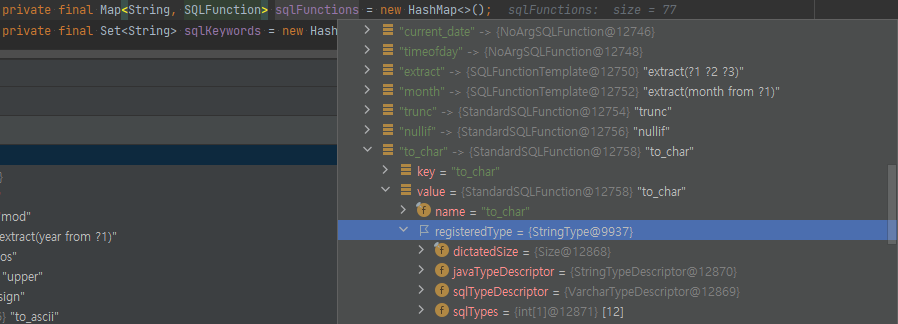 private final Map<String, SQLFunction> sqlFunctions = new HashMap<>(); sqlFunctions: size = 77
private final Set<String> sqlKeywords = new Hash
"current_date" -> {NoArgSQLFunction@12746}
"timeofday" -> {NoArgSQLFunction@12748}
"extract" -> {SQLFunctionTemplate@12750} "extract(?1 ?2 ?3)"
"month" -> {SQLFunctionTemplate@12752} "extract(month from ?1)"
"trunc" -> {StandardSQLFunction@12754} "trunc"
"nullif" -> {StandardSQLFunction@12756} "nullif"
"to_char" -> {StandardSQLFunction@12758} "to_char"
key = "to_char"
value = {StandardSQLFunction@12758} "to_char"
f name = "to_char"
registeredType = {StringType@9937}
f dictatedSize = {Size@12868}
f javaTypeDescriptor = {StringTypeDescriptor@12870}
f sqlTypeDescriptor = {VarcharTypeDescriptor@12869}
f sqlTypes = {int[1]@12871} [12]
}
"mod"
extract(year from ?1)"
os"
"upper"
sign"
} "to_ascii"